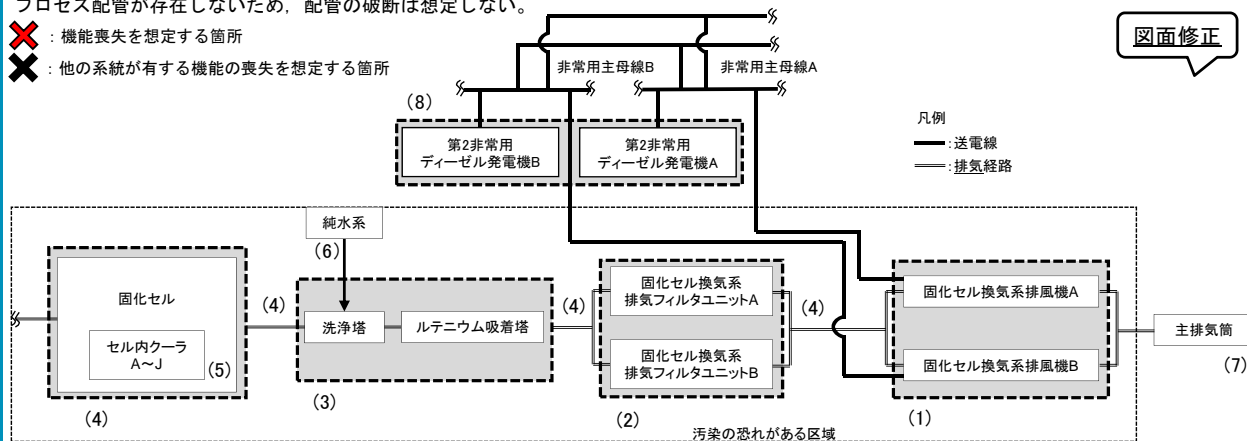 プロセス配管が存在しないため，配管の破断は想定しない。
：機能喪失を想定する箇所
：他の系統が有する機能の喪失を想定する箇所
図面修正
非常用主母線B
非常用主母線A
(8)
第2非常用
ディーゼル発電機B
第2非常用
ディーゼル発電機A
凡例
:送電線
:排気経路
純水系
(6)
固化セル
セル内クーラ
A～J
(5)
(4)
(4)
洗浄塔
ルテニウム吸着塔
(3)
(4)
固化セル換気系
排気フィルタユニットA
固化セル換気系
排気フィルタユニットB
(2)
(4)
固化セル換気系排風機A
固化セル換気系排風機B
(1)
主排気筒
(7)
汚染の恐れがある区域